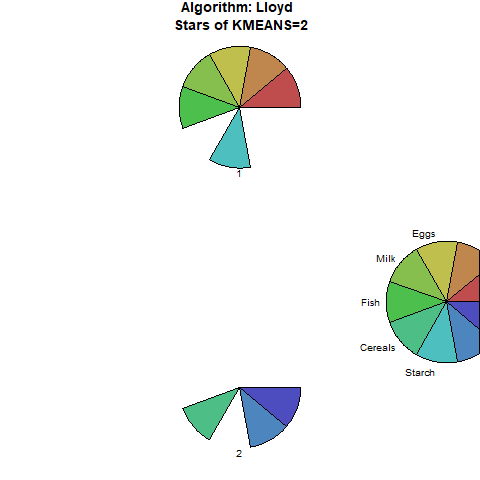 Algorithm: Lloyd
Stars of KMEANS=2
1
Eggs
Milk
Fish
Cereals
Starch
2